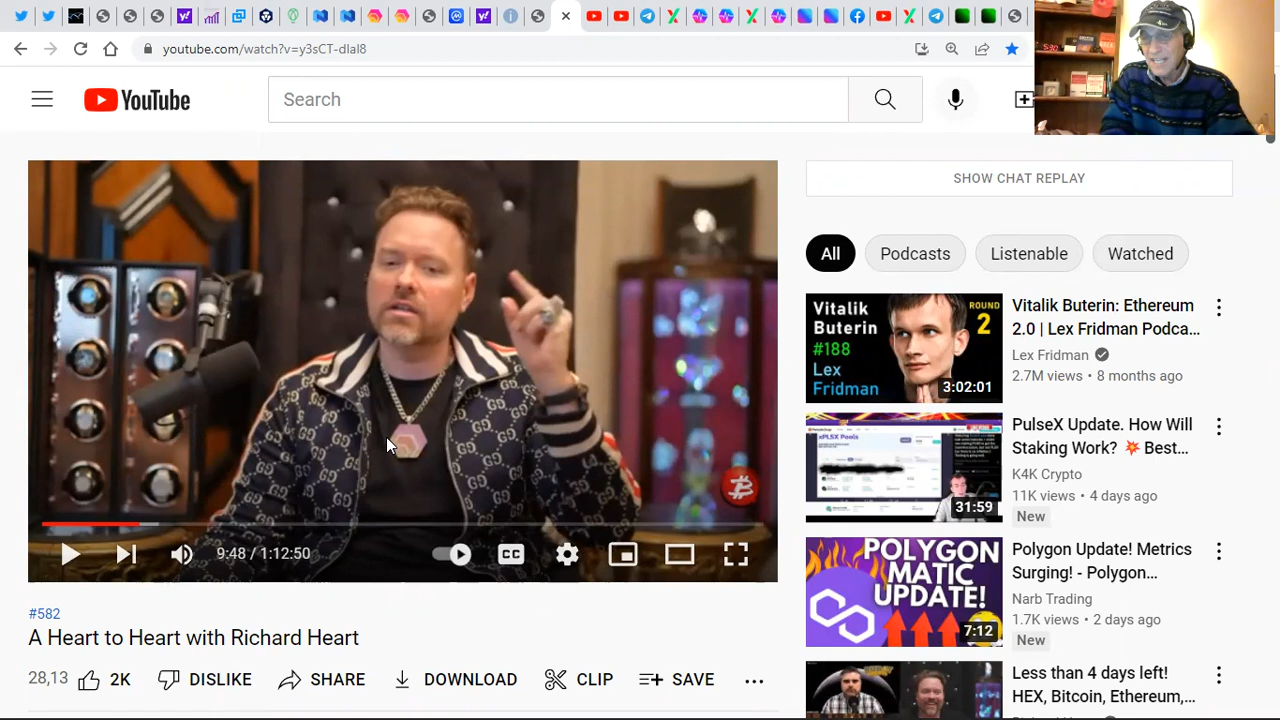 youtube.com/watch?v=y3sCT-dlaI8
YouTube
Search
5:30
9:48 / 1:12:50
CC
#582
A Heart to Heart with Richard Heart
28,13
2K
DISLIKE
SHARE
DOWNLOAD
CLIP
SAVE
SHOW CHAT REPLAY
All
Podcasts
Listenable
Watched
Vitalik
Buterin
#188
Lex
Fridman
ROUND
2
3:02:01
Vitalik Buterin: Ethereum
2.0 | Lex Fridman Podca...
Lex Fridman
2.7M views • 8 months ago
xPLSX Pools
31:59
PulseX Update. How Will
Staking Work? 💥 Best...
K4K Crypto
11K views • 4 days ago
New
POLYGON
MATIC
UPDATE!
7:12
Polygon Update! Metrics
Surging! - Polygon...
Narb Trading
1.7K views • 2 days ago
New
Less than 4 days left!
HEX, Bitcoin, Ethereum,...